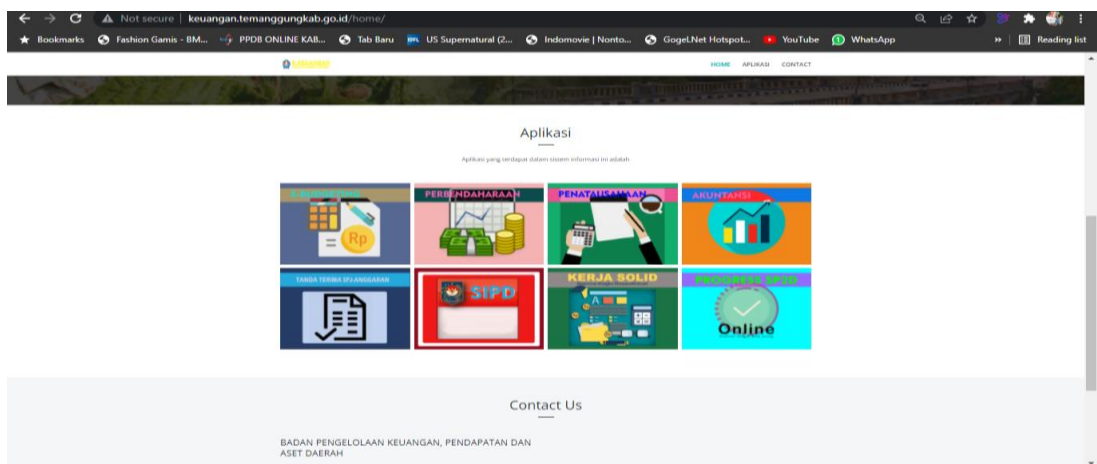 Not secure | keuangan.temanggungkab.go.id/home/
Bookmarks Fashion Gamis - BM... PPDB ONLINE KAB... Tab Baru US Supernatural (2... Indomovie | Nonto... GogeI.Net Hotspot... YouTube WhatsApp » Reading list
HOME APLIKASI CONTACT
Aplikasi
Aplikasi yang terdapat dalam sistem informasi ini adalah
E-BUDGETING PERBENDAHARAAN PENATAUSAHAAN AKUNTANSI
Rp
TANDA TERIMA SPJ ANGGARAN SIPD KERJA SOLID PROGRESS SP2D
Online
Contact Us
BADAN PENGELOLAAN KEUANGAN, PENDAPATAN DAN
ASET DAERAH